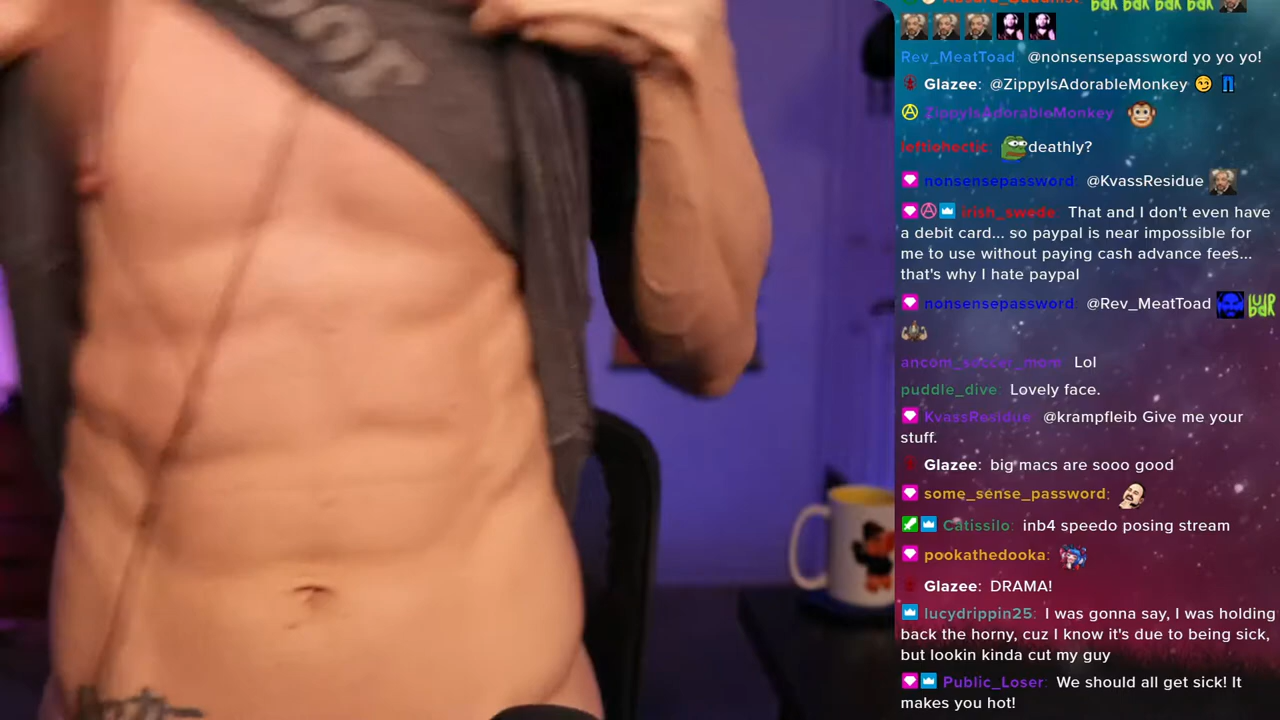 Rev_MeatToad @nonsensepassword yo yo yo!
Glazee: @ZippyIsAdorableMonkey
ZippyIsAdorableMonkey
leftiohectic deathly?
nonsensepassword @KvassResidue
irish_swede: That and I don't even have
a debit card... so paypal is near impossible for
me to use without paying cash advance fees...
that's why I hate paypal
nonsensepassword: @Rev_MeatToad
ancom_soccer_mom Lol
puddle_dive Lovely face.
KvassResidue @krampfleib Give me your
stuff.
Glazee: big macs are sooo good
some_sense_password:
Catissilo: inb4 speedo posing stream
pookathedooka:
Glazee: DRAMA!
lucydrippin25: I was gonna say, I was holding
back the horny, cuz I know it's due to being sick,
but lookin kinda cut my guy
Public_Loser: We should all get sick! It
makes you hot!